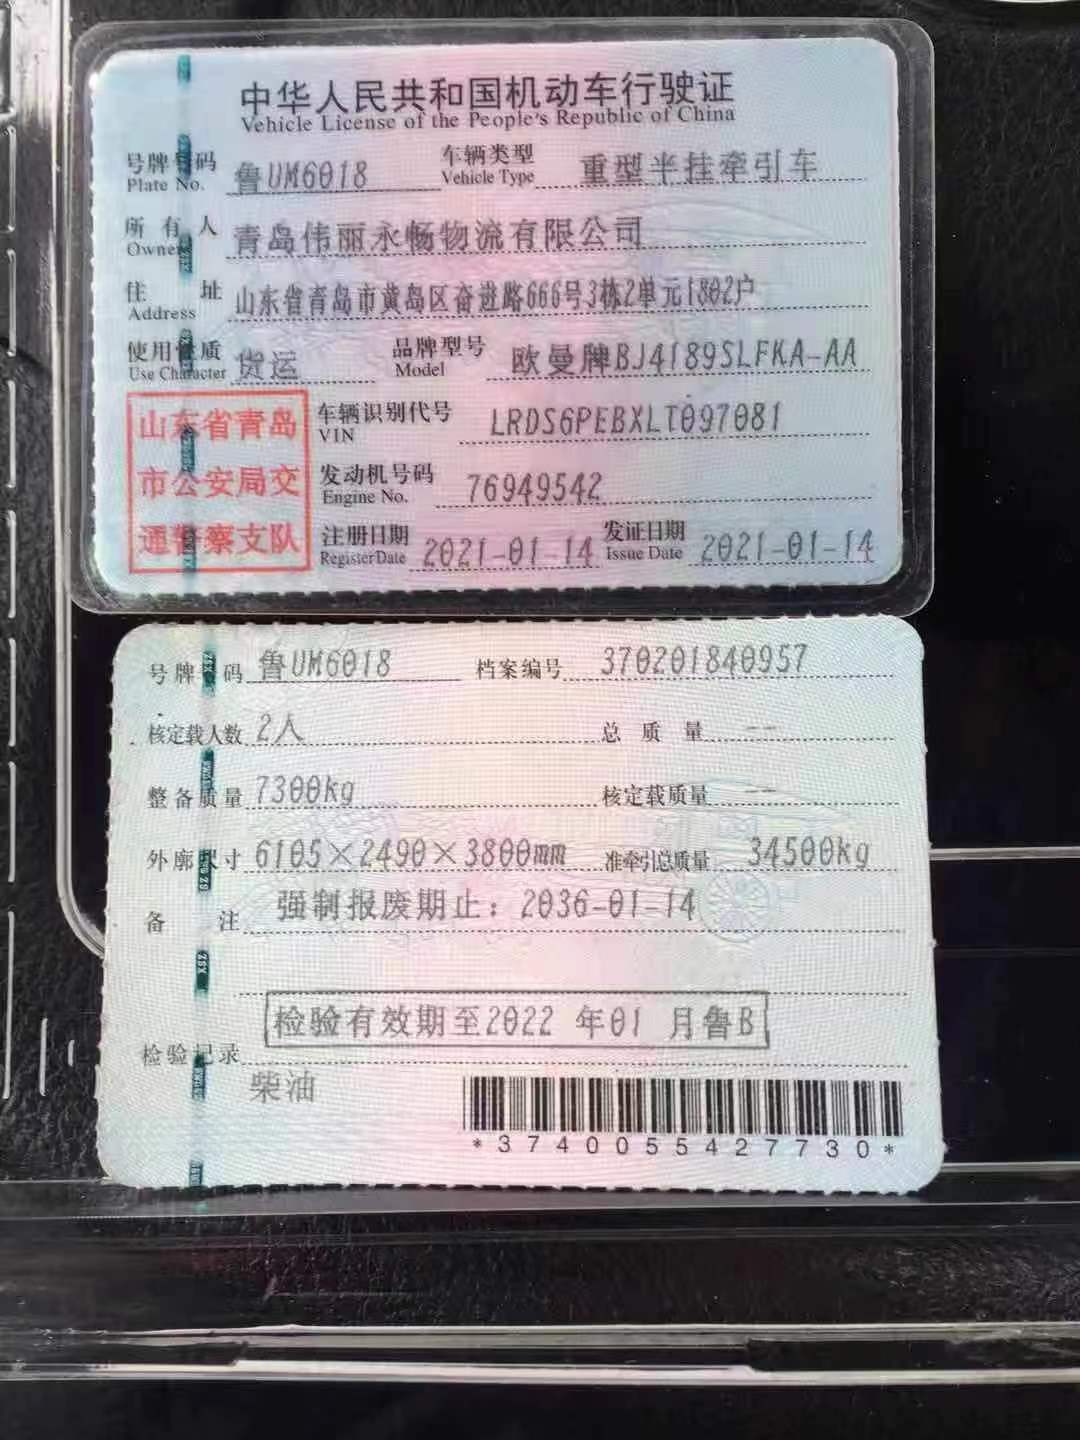 中华人民共和国机动车行驶证
Vehicle License of the People's Republic of China
号牌号码 鲁UM6018 车辆类型 重型半挂牵引车
Plate No. Vehicle Type
所有人 青岛伟丽永畅物流有限公司
Owner
住址 山东省青岛市黄岛区奋进路666号3栋2单元1802户
Address
使用性质 货运 品牌型号 欧曼牌BJ4189SLFKA-AA
Use Character Model
山东省青岛
市公安局交
通警察支队
车辆识别代号 LRDS6PEBXLT097081
VIN
发动机号码 76949542
Engine No.
注册日期 2021-01-14 发证日期 2021-01-14
Register Date Issue Date
号牌号码 鲁UM6018 档案编号 370201840957
核定载人数 2人 总质量 --
整备质量 7300kg 核定载质量 --
外廓尺寸 6105×2490×3800mm 准牵引总质量 34500kg
备注 强制报废期止：2036-01-14
检验有效期至2022年01月鲁B
检验记录
柴油
*3740055427730*